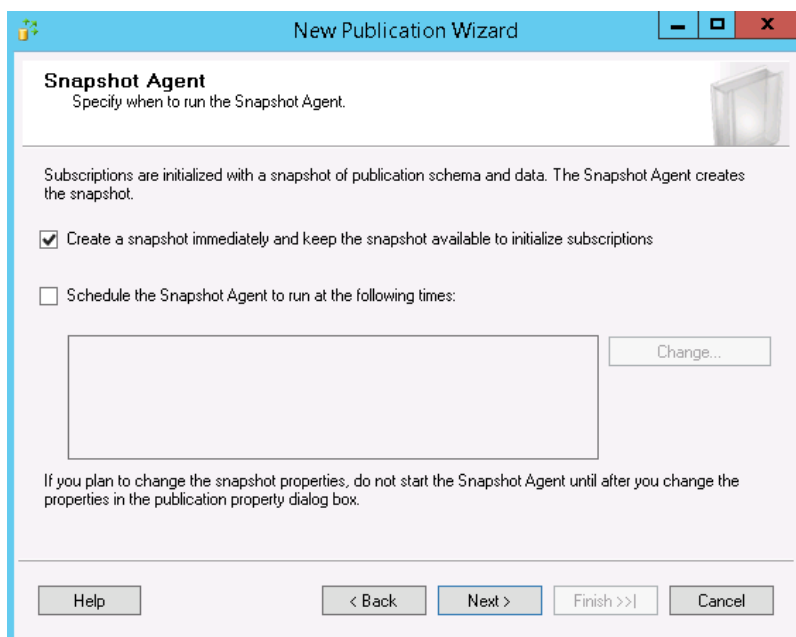 New Publication Wizard
Snapshot Agent
Specify when to run the Snapshot Agent.
Subscriptions are initialized with a snapshot of publication schema and data. The Snapshot Agent creates
the snapshot.
Create a snapshot immediately and keep the snapshot available to initialize subscriptions
Schedule the Snapshot Agent to run at the following times:
Change...
If you plan to change the snapshot properties, do not start the Snapshot Agent until after you change the
properties in the publication property dialog box.
Help
< Back
Next >
Finish >>|
Cancel